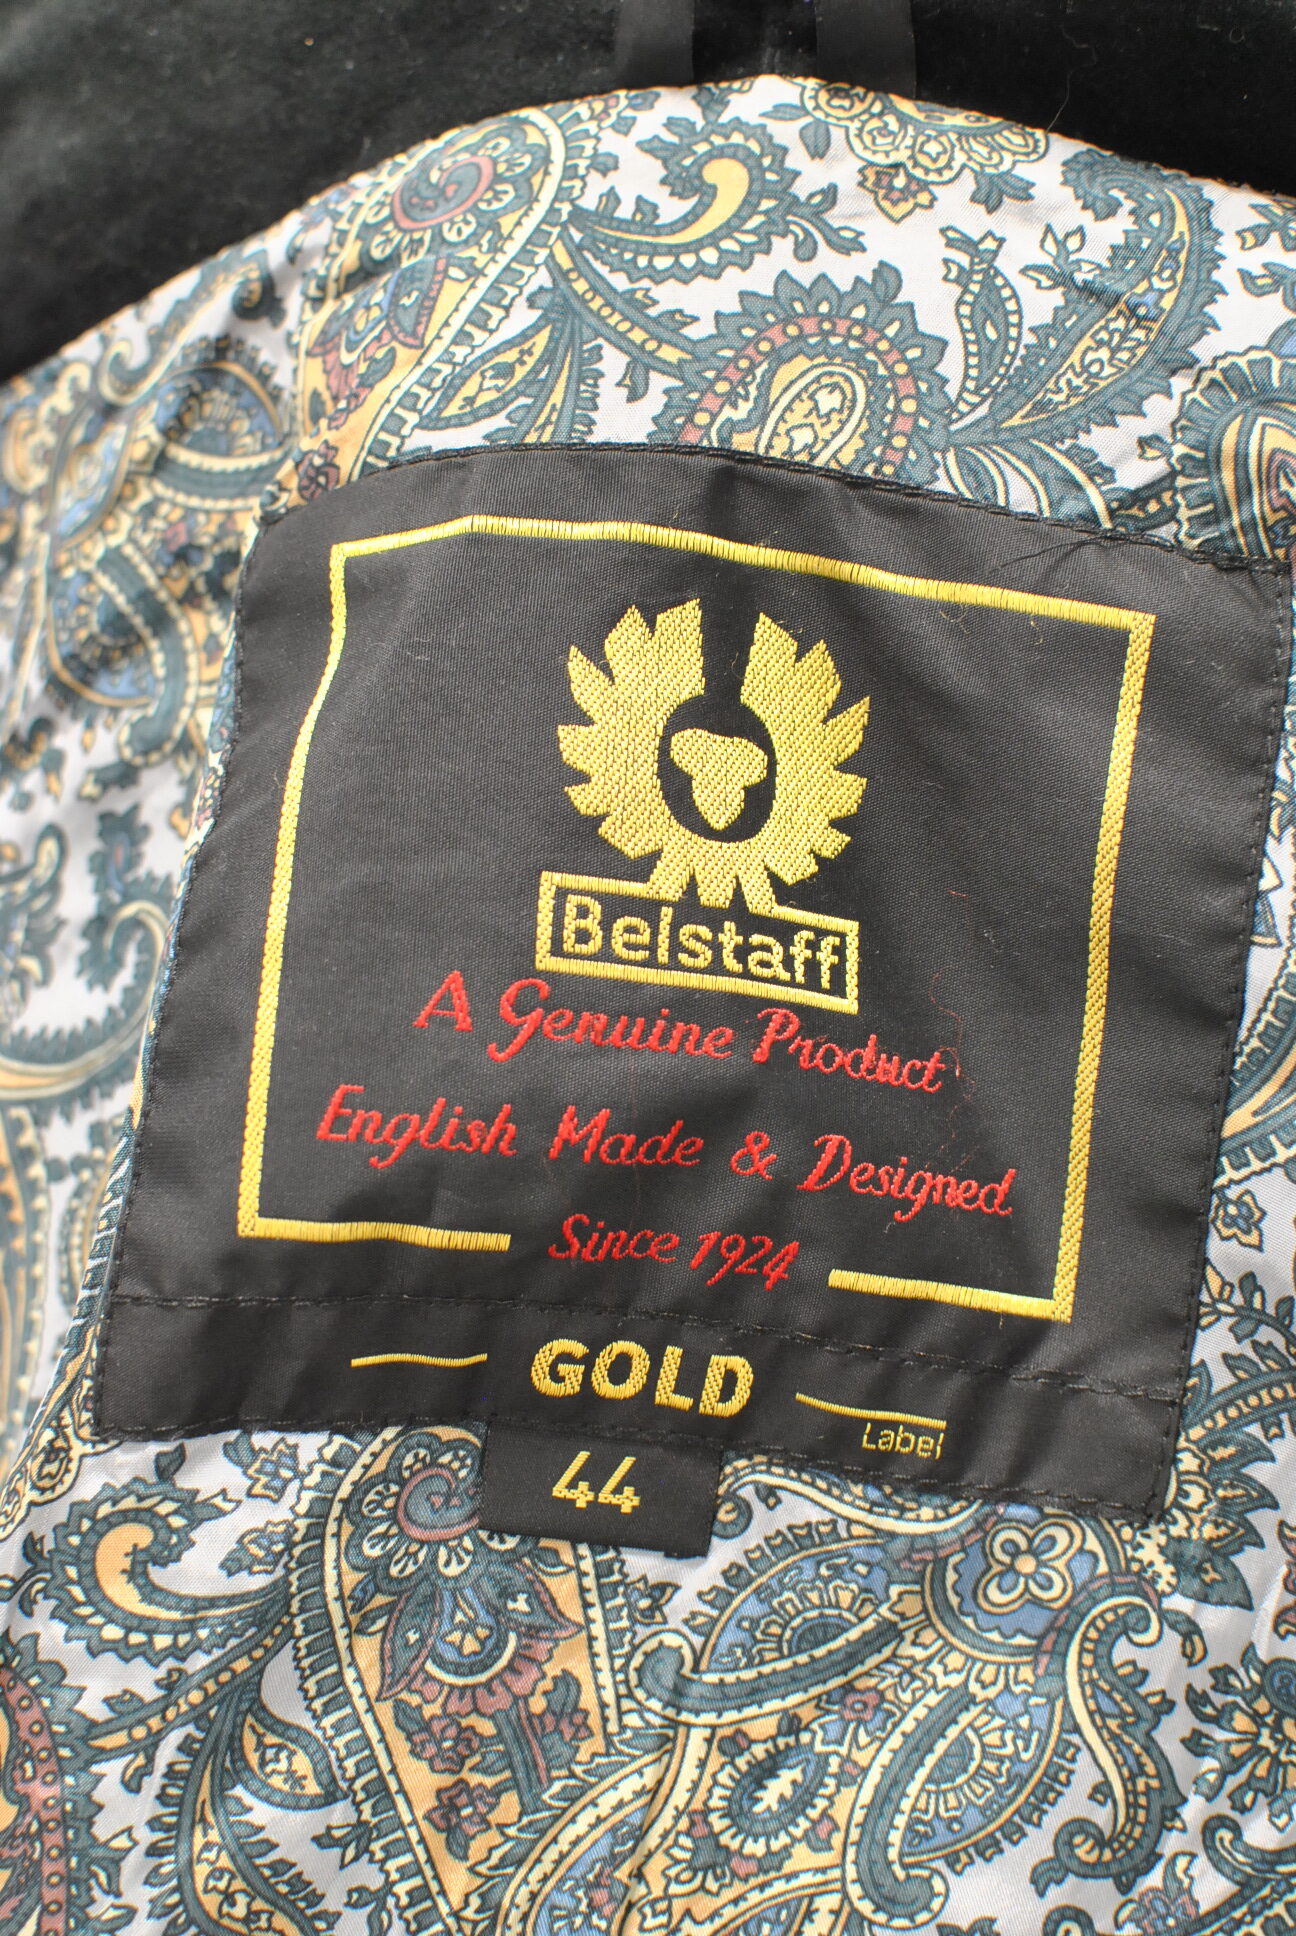 Belstaff
A Genuine Product
English Made & Designed
Since 1924
GOLD
Label
44